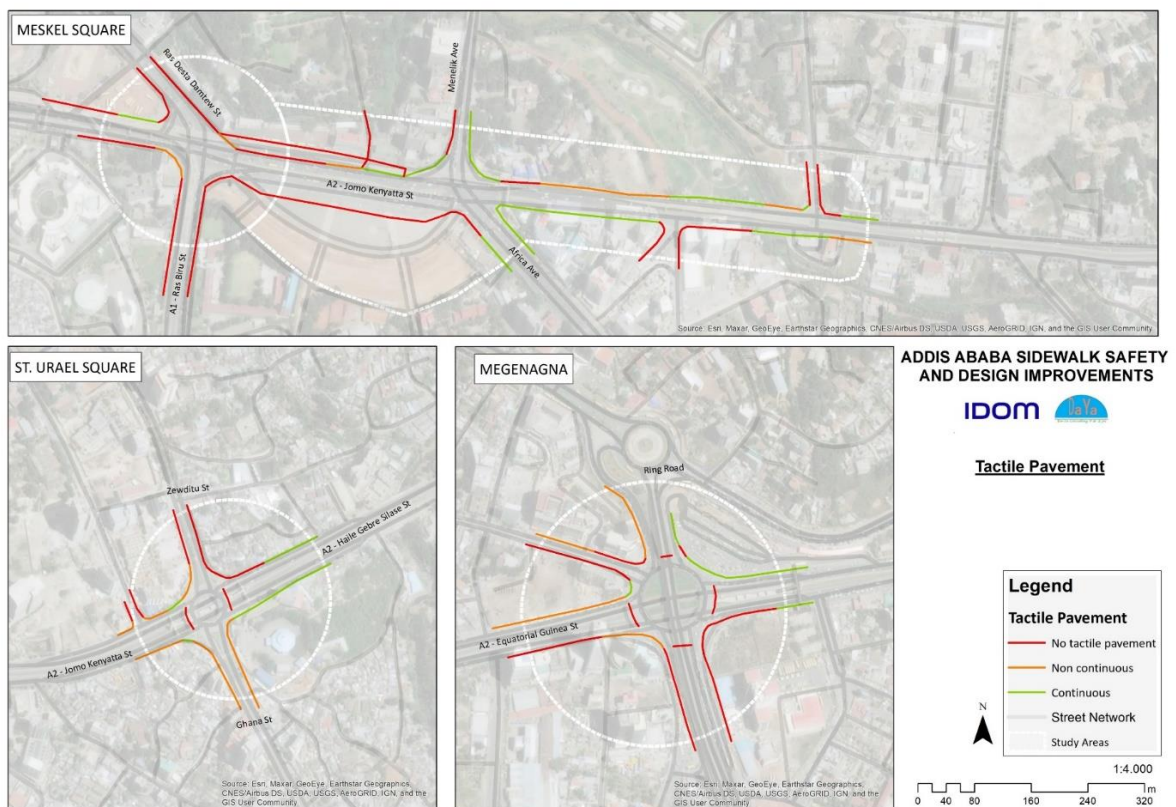 MESKEL SQUARE
Ras Desta Damtew St
Menelik Ave
A2 - Jomo Kenyatta St
Africa Ave
A1 - Ras Biru St
Source: Esri, Maxar, GeoEye, Earthstar Geographics, CNES/Airbus DS, USDA, USGS, AeroGRID, IGN, and the GIS User Community
ST. URAEL SQUARE
Zewditu St
A2 - Haile Gebre Silase St
A2 - Jomo Kenyatta St
Ghana St
Source: Esri, Maxar, GeoEye, Earthstar Geographics,
CNES/Airbus DS, USDA, USGS, AeroGRID, IGN, and the
GIS User Community
MEGENAGNA
Ring Road
A2 - Equatorial Guinea St
Source: Esri, Maxar, GeoEye, Earthstar Geographics,
CNES/Airbus DS, USDA, USGS, AeroGRID, IGN, and the
GIS User Community
ADDIS ABABA SIDEWALK SAFETY
AND DESIGN IMPROVEMENTS
IDOM
DaYa
Tactile Pavement
Legend
Tactile Pavement
No tactile pavement
Non continuous
Continuous
Street Network
Study Areas
N
1:4.000
0 40 80 160 240 320
m